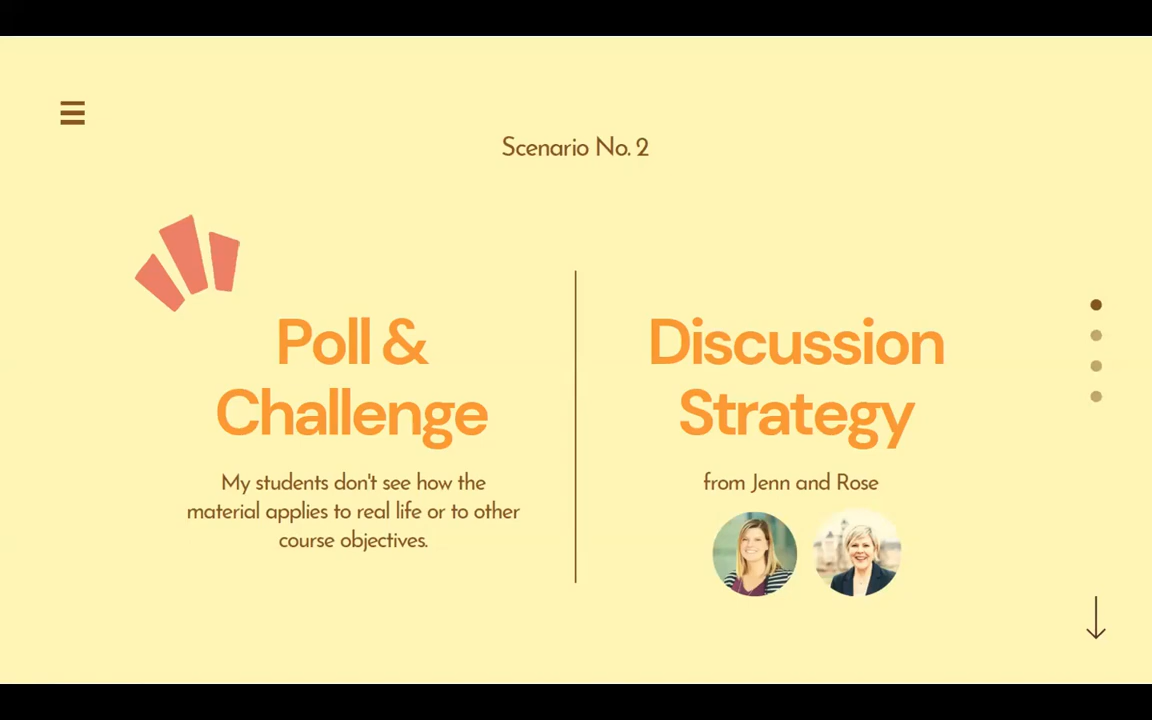 Scenario No. 2
Poll &
Challenge
My students don't see how the
material applies to real life or to other
course objectives.
Discussion
Strategy
from Jenn and Rose